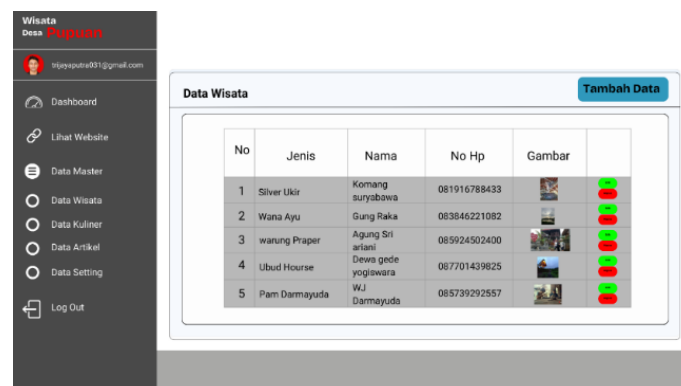 Wisata
Desa Pupuan
trijayaputra031@gmail.com
Dashboard
Lihat Website
Data Master
Data Wisata
Data Kuliner
Data Artikel
Data Setting
Log Out
Data Wisata
Tambah Data
No Jenis Nama No Hp Gambar
1 Silver Ukir Komang suryabawa 081916788433
2 Wana Ayu Gung Raka 083846221082
3 warung Praper Agung Sri ariani 085924502400
4 Ubud Hourse Dewa gede yogiswara 087701439825
5 Pam Darmayuda WJ Darmayuda 085739292557